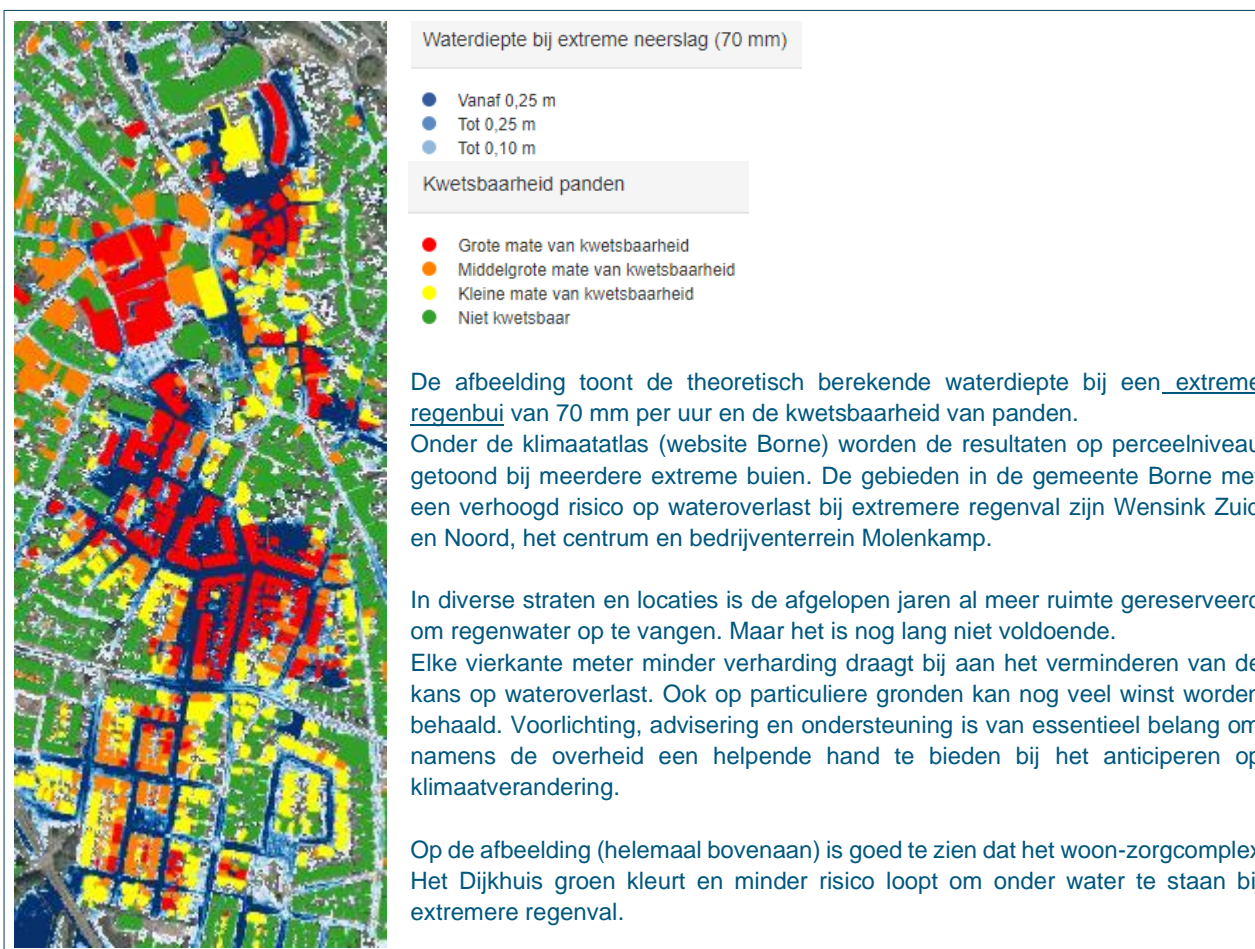 Waterdiepte bij extreme neerslag (70 mm)
Vanaf 0,25 m
Tot 0,25 m
Tot 0,10 m
Kwetsbaarheid panden
Grote mate van kwetsbaarheid
Middelgrote mate van kwetsbaarheid
Kleine mate van kwetsbaarheid
Niet kwetsbaar
De afbeelding toont de theoretisch berekende waterdiepte bij een extreme
regenbui van 70 mm per uur en de kwetsbaarheid van panden.
Onder de klimaatatlas (website Borne) worden de resultaten op perceelniveau
getoond bij meerdere extreme buien. De gebieden in de gemeente Borne met
een verhoogd risico op wateroverlast bij extremere regenval zijn Wensink Zuid
en Noord, het centrum en bedrijventerrein Molenkamp.
In diverse straten en locaties is de afgelopen jaren al meer ruimte gereserveerd
om regenwater op te vangen. Maar het is nog lang niet voldoende.
Elke vierkante meter minder verharding draagt bij aan het verminderen van de
kans op wateroverlast. Ook op particuliere gronden kan nog veel winst worden
behaald. Voorlichting, advisering en ondersteuning is van essentieel belang om
namens de overheid een helpende hand te bieden bij het anticiperen op
klimaatverandering.
Op de afbeelding (helemaal bovenaan) is goed te zien dat het woon-zorgcomplex
Het Dijkhuis groen kleurt en minder risico loopt om onder water te staan bij
extremere regenval.